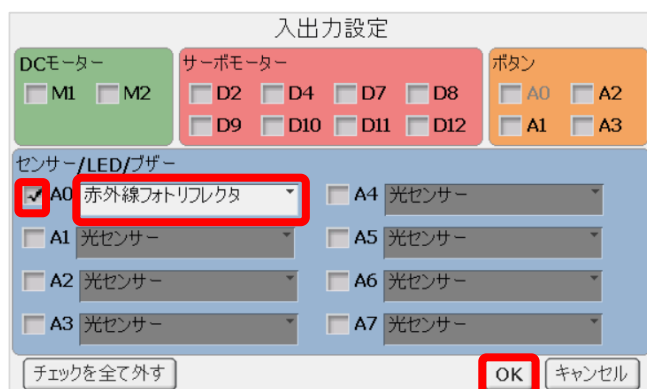 入出力設定
DCモーター
M1 M2
サーボモーター
D2 D4 D7 D8
D9 D10 D11 D12
ボタン
A0 A2
A1 A3
センサー/LED/ブザー
A0 赤外線フォトリフレクタ
A4 光センサー
A1 光センサー
A5 光センサー
A2 光センサー
A6 光センサー
A3 光センサー
A7 光センサー
チェックを全て外す
OK キャンセル